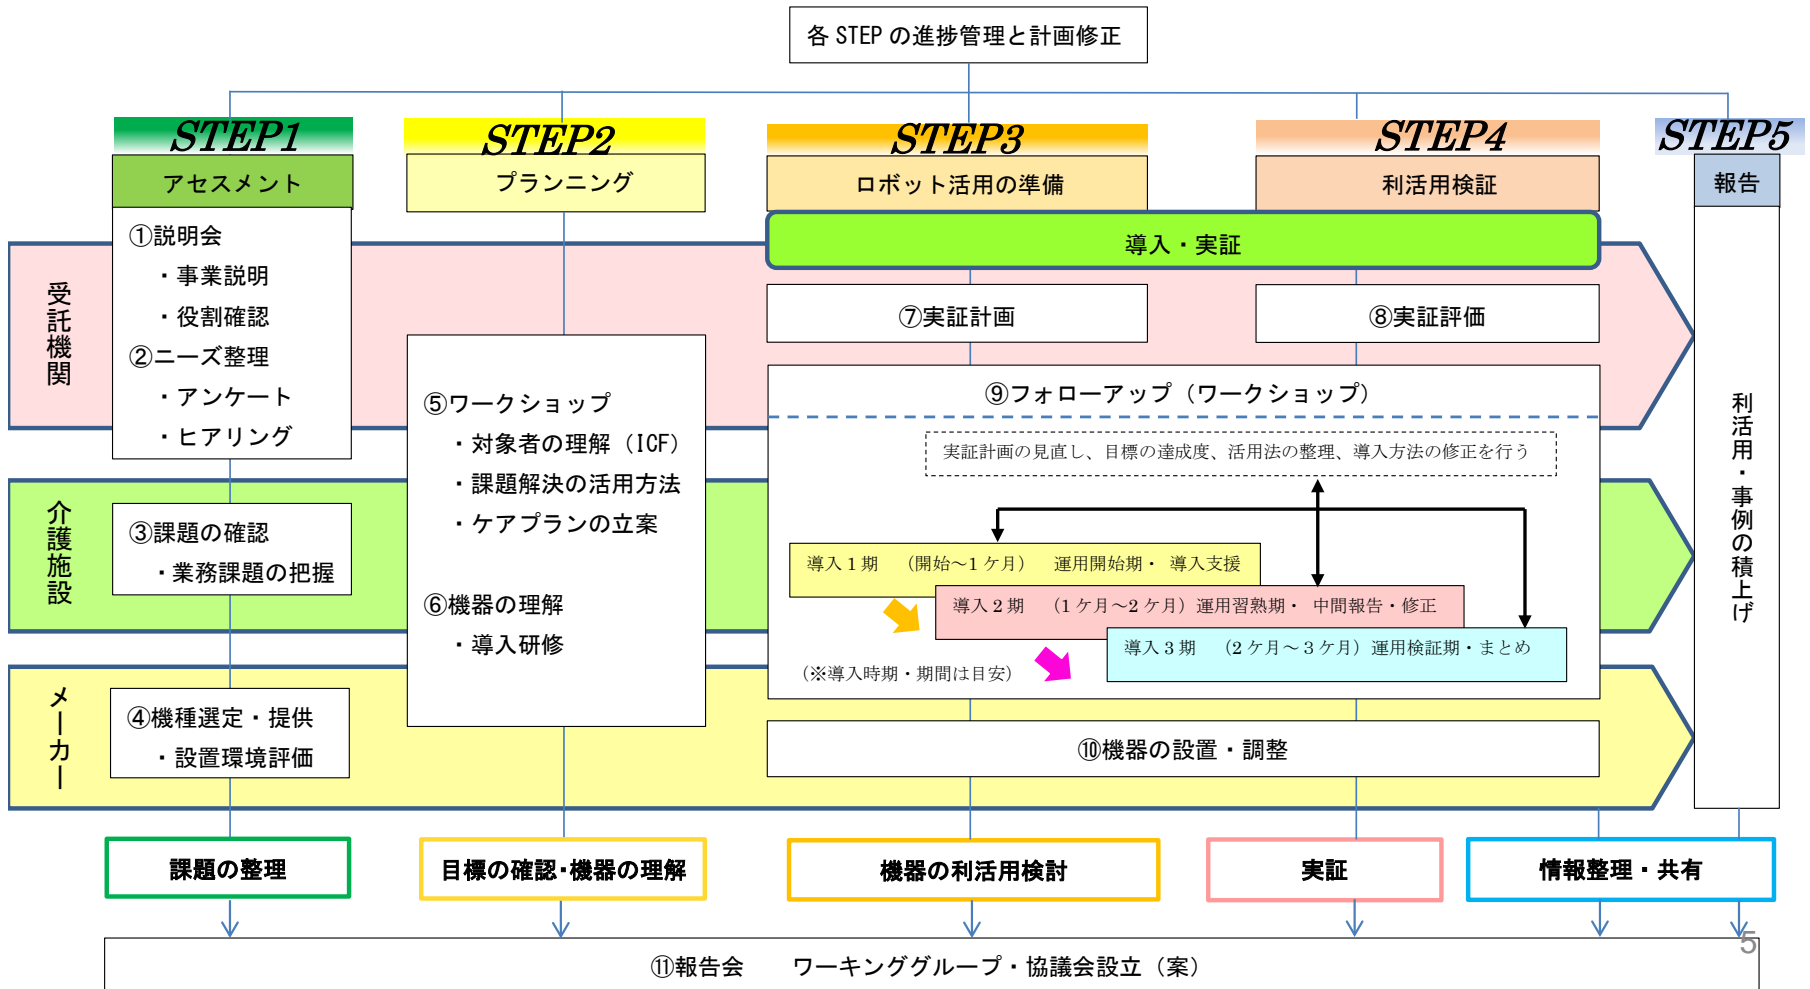 各 STEP の進捗管理と計画修正
STEP1
アセスメント
STEP2
プランニング
STEP3
ロボット活用の準備
STEP4
利活用検証
STEP5
報告
受託機関
介護施設
メーカー
①説明会
・事業説明
・役割確認
②ニーズ整理
・アンケート
・ヒアリング
③課題の確認
・業務課題の把握
④機種選定・提供
・設置環境評価
⑤ワークショップ
・対象者の理解（ICF）
・課題解決の活用方法
・ケアプランの立案
⑥機器の理解
・導入研修
導入・実証
⑦実証計画
⑧実証評価
⑨フォローアップ（ワークショップ）
実証計画の見直し、目標の達成度、活用法の整理、導入方法の修正を行う
導入１期　（開始～１ケ月）　運用開始期・ 導入支援
導入２期　（１ケ月～２ケ月）運用習熟期・ 中間報告・修正
導入３期　（２ケ月～３ケ月）運用検証期・まとめ
（※導入時期・期間は目安）
⑩機器の設置・調整
利活用・事例の積上げ
課題の整理
目標の確認・機器の理解
機器の利活用検討
実証
情報整理・共有
⑪報告会　　ワーキンググループ・協議会設立（案）
5